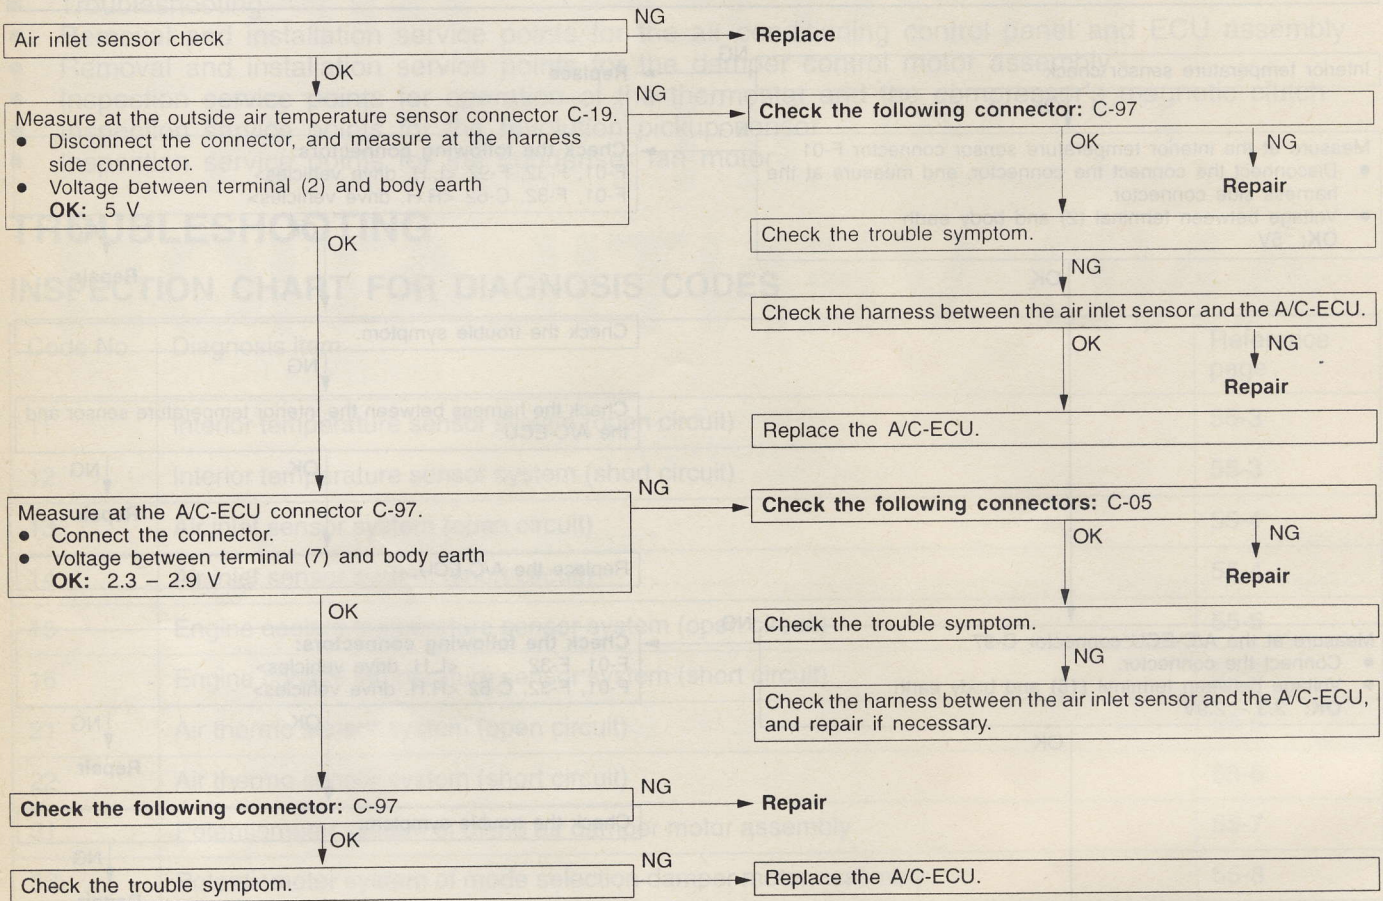 Air inlet sensor check
NG
Replace
OK
Measure at the outside air temperature sensor connector C-19.
● Disconnect the connector, and measure at the harness side connector.
● Voltage between terminal (2) and body earth
OK: 5 V
NG
Check the following connector: C-97
OK
NG
Repair
Check the trouble symptom.
NG
Check the harness between the air inlet sensor and the A/C-ECU.
OK
NG
Repair
Replace the A/C-ECU.
OK
Measure at the A/C-ECU connector C-97.
● Connect the connector.
● Voltage between terminal (7) and body earth
OK: 2.3 – 2.9 V
NG
Check the following connectors: C-05
OK
NG
Repair
Check the trouble symptom.
NG
Check the harness between the air inlet sensor and the A/C-ECU,
and repair if necessary.
OK
Check the following connector: C-97
NG
Repair
OK
Check the trouble symptom.
NG
Replace the A/C-ECU.
TROUBLESHOOTING
INSPECTION CHART FOR DIAGNOSIS CODES